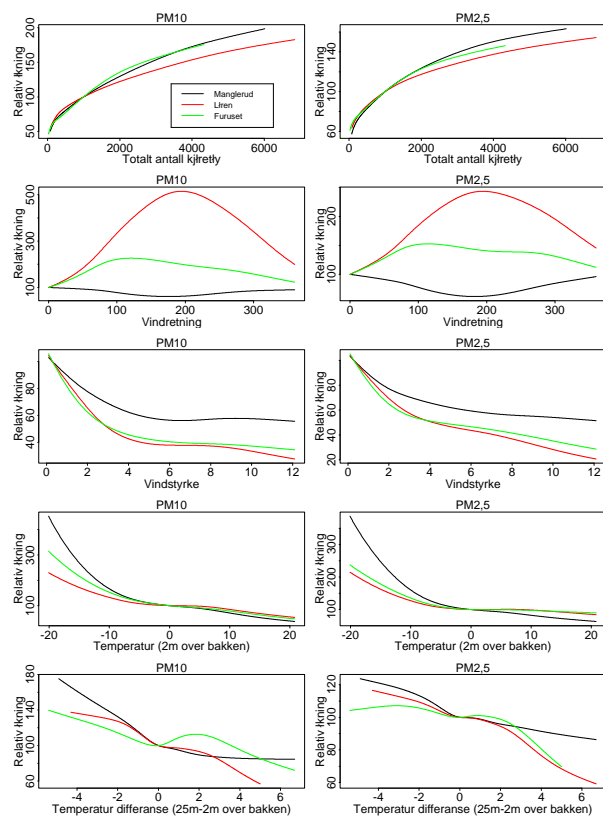 PM10
PM2,5
Relativ łkning
50 100 150 200
60 100 140
0 2000 4000 6000
0 2000 4000 6000
Totalt antall kjłretły
Totalt antall kjłretły
Manglerud
Lłren
Furuset
PM10
PM2,5
Relativ łkning
Relativ łkning
100 300 500
100 200
0 100 200 300
0 100 200 300
Vindretning
Vindretning
PM10
PM2,5
Relativ łkning
Relativ łkning
40 60 80
20 40 60 80
0 2 4 6 8 10 12
0 2 4 6 8 10 12
Vindstyrke
Vindstyrke
PM10
PM2,5
Relativ łkning
Relativ łkning
100 300
100 200 300
-20 -10 0 10 20
-20 -10 0 10 20
Temperatur (2m over bakken)
Temperatur (2m over bakken)
PM10
PM2,5
Relativ łkning
Relativ łkning
60 100 140 180
60 80 100 120
-4 -2 0 2 4 6
-4 -2 0 2 4 6
Temperatur differanse (25m-2m over bakken)
Temperatur differanse (25m-2m over bakken)